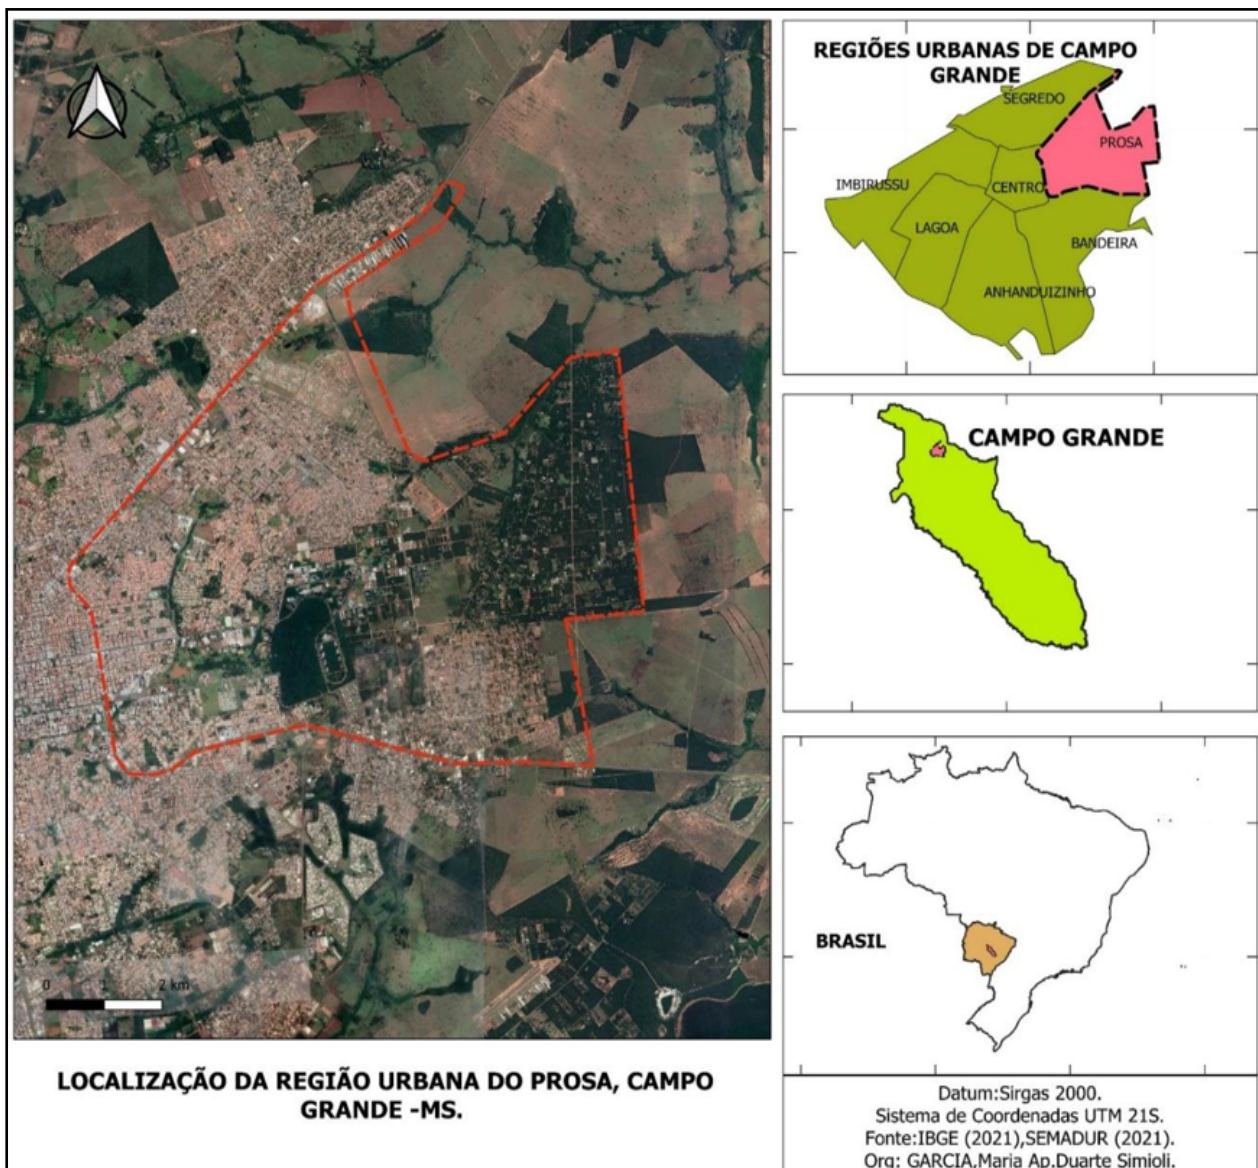 0 1 2 km
LOCALIZAÇÃO DA REGIÃO URBANA DO PROSA, CAMPO
GRANDE -MS.
REGIÕES URBANAS DE CAMPO
GRANDE
SEGREDO
PROSA
IMBIRUSSU
CENTRO
LAGOA
BANDEIRA
ANHANDUIZINHO
CAMPO GRANDE
BRASIL
Datum:Sirgas 2000.
Sistema de Coordenadas UTM 21S.
Fonte:IBGE (2021),SEMADUR (2021).
Org: GARCIA,Maria Ap.Duarte Simioli.